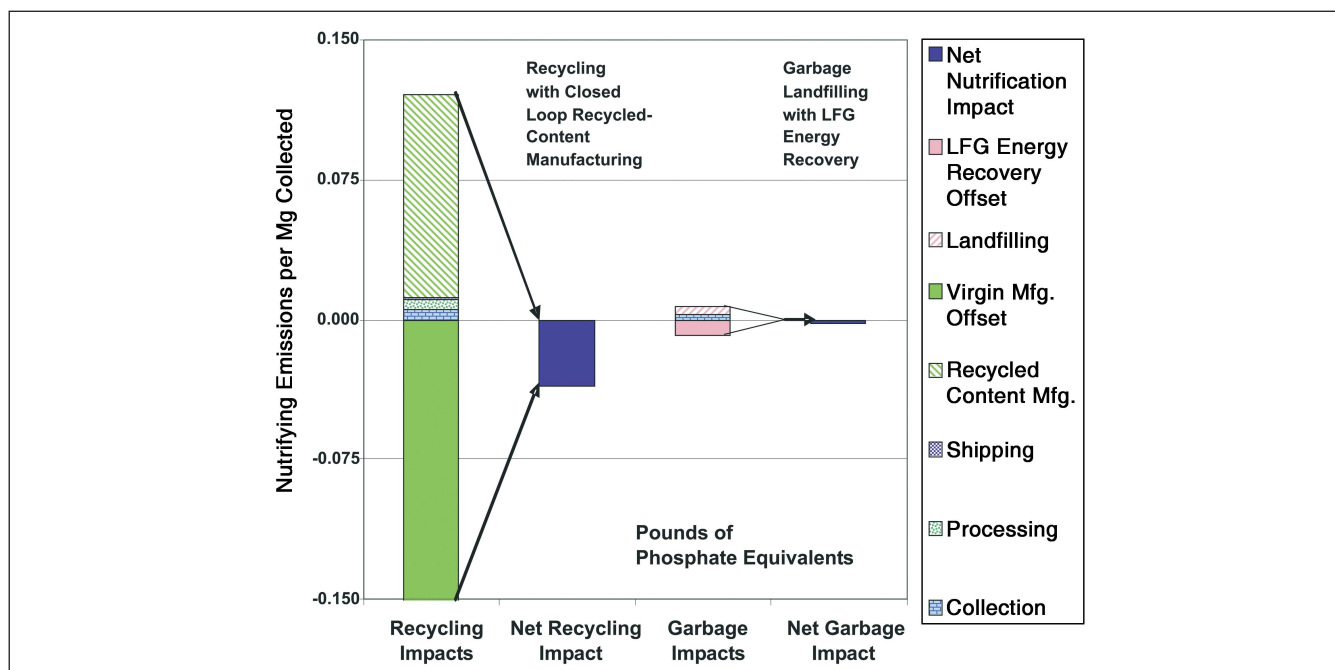 Nutrifying Emissions per Mg Collected
0.150
0.075
0.000
-0.075
-0.150
Recycling
with Closed
Loop Recycled-
Content
Manufacturing
Garbage
Landfilling
with LFG
Energy
Recovery
Pounds of
Phosphate Equivalents
Recycling
Impacts
Net Recycling
Impact
Garbage
Impacts
Net Garbage
Impact
Net
Nutrification
Impact
LFG Energy
Recovery
Offset
Landfilling
Virgin Mfg.
Offset
Recycled
Content Mfg.
Shipping
Processing
Collection